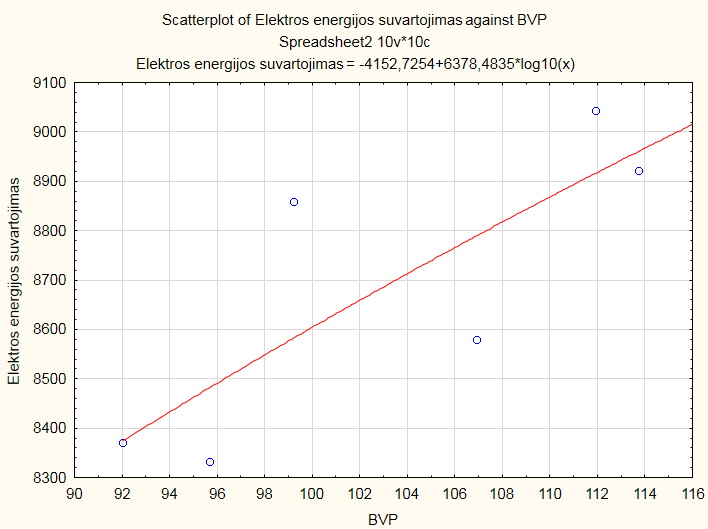 Scatterplot of Elektros energijos suvartojimas against BVP
Spreadsheet2 10v*10c
Elektros energijos suvartojimas = -4152,7254+6378,4835*log10(x)
9100
9000
8900
8800
8700
8600
8500
8400
8300
Elektros energijos suvartojimas
90 92 94 96 98 100 102 104 106 108 110 112 114 116
BVP